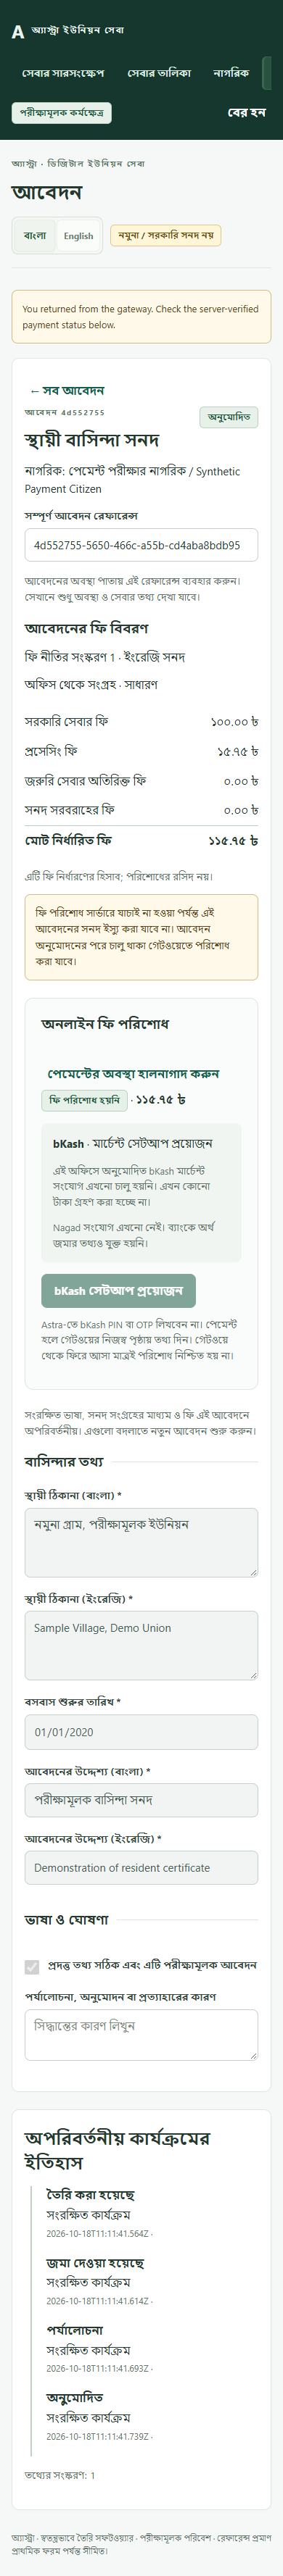 A অ্যাস্ট্রা ইউনিয়ন সেবা
সেবার সারসংক্ষেপ সেবার তালিকা নাগরিক
পরীক্ষামূলক কর্মক্ষেত্র বের হন
অ্যাস্ট্রা · ডিজিটাল ইউনিয়ন সেবা
আবেদন
বাংলা English নমুনা / সরকারি সনদ নয়
You returned from the gateway. Check the server-verified
payment status below.
← সব আবেদন
আবেদন 4d552755 অনুমোদিত
স্থায়ী বাসিন্দা সনদ
নাগরিক: পেমেন্ট পরীক্ষার নাগরিক / Synthetic
Payment Citizen
সম্পূর্ণ আবেদন রেফারেন্স
4d552755-5650-466c-a55b-cd4aba8bdb95
আবেদনের অবস্থা পাতায় এই রেফারেন্স ব্যবহার করুন।
সেখানে শুধু অবস্থা ও সেবার তথ্য দেখা যাবে।
আবেদনের ফি বিবরণ
ফি নীতির সংস্করণ 1 · ইংরেজি সনদ
অফিস থেকে সংগ্রহ · সাধারণ
সরকারি সেবার ফি ১০০.০০ ৳
প্রসেসিং ফি ১৫.৭৫ ৳
জরুরি সেবার অতিরিক্ত ফি ০.০০ ৳
সনদ সরবরাহের ফি ০.০০ ৳
মোট নির্ধারিত ফি ১১৫.৭৫ ৳
এটি ফি নির্ধারণের হিসাব; পরিশোধের রসিদ নয়।
ফি পরিশোধ সার্ভারে যাচাই না হওয়া পর্যন্ত এই
আবেদনের সনদ ইস্যু করা যাবে না। আবেদন
অনুমোদনের পরে চালু থাকা গেটওয়েতে পরিশোধ
করা যাবে।
অনলাইন ফি পরিশোধ
পেমেন্টের অবস্থা হালনাগাদ করুন
ফি পরিশোধ হয়নি · ১১৫.৭৫ ৳
bKash · মার্চেন্ট সেটআপ প্রয়োজন
এই অফিসে অনুমোদিত bKash মার্চেন্ট
সংযোগ এখনো চালু হয়নি। এখন কোনো
টাকা গ্রহণ করা হচ্ছে না।
Nagad সংযোগ এখনো নেই। ব্যাংকে অর্থ
জমার তথ্যও যুক্ত হয়নি।
bKash সেটআপ প্রয়োজন
Astra-তে bKash PIN বা OTP লিখবেন না। পেমেন্ট
হলে গেটওয়ের নিজস্ব পৃষ্ঠায় তথ্য দিন। গেটওয়ে
থেকে ফিরে আসা মাত্রই পরিশোধ নিশ্চিত হয় না।
সংরক্ষিত ভাষা, সনদ সংগ্রহের মাধ্যম ও ফি এই আবেদনে
অপরিবর্তনীয়। এগুলো বদলাতে নতুন আবেদন শুরু করুন।
বাসিন্দার তথ্য
স্থায়ী ঠিকানা (বাংলা) *
নমুনা গ্রাম, পরীক্ষামূলক ইউনিয়ন
স্থায়ী ঠিকানা (ইংরেজি) *
Sample Village, Demo Union
বসবাস শুরুর তারিখ *
01/01/2020
আবেদনের উদ্দেশ্য (বাংলা) *
পরীক্ষামূলক বাসিন্দা সনদ
আবেদনের উদ্দেশ্য (ইংরেজি) *
Demonstration of resident certificate
ভাষা ও ঘোষণা
প্রদত্ত তথ্য সঠিক এবং এটি পরীক্ষামূলক আবেদন
পর্যালোচনা, অনুমোদন বা প্রত্যাহারের কারণ
সিদ্ধান্তের কারণ লিখুন
অপরিবর্তনীয় কার্যক্রমের
ইতিহাস
তৈরি করা হয়েছে
সংরক্ষিত কার্যক্রম
2026-10-18T11:11:41.564Z ·
জমা দেওয়া হয়েছে
সংরক্ষিত কার্যক্রম
2026-10-18T11:11:41.614Z ·
পর্যালোচনা
সংরক্ষিত কার্যক্রম
2026-10-18T11:11:41.693Z ·
অনুমোদিত
সংরক্ষিত কার্যক্রম
2026-10-18T11:11:41.739Z ·
তথ্যের সংস্করণ: 1
অ্যাস্ট্রা · স্বতন্ত্রভাবে তৈরি সফটওয়্যার · পরীক্ষামূলক পরিবেশ · রেফারেন্স প্রমাণ
প্রাথমিক ফরম পর্যন্ত সীমিত।